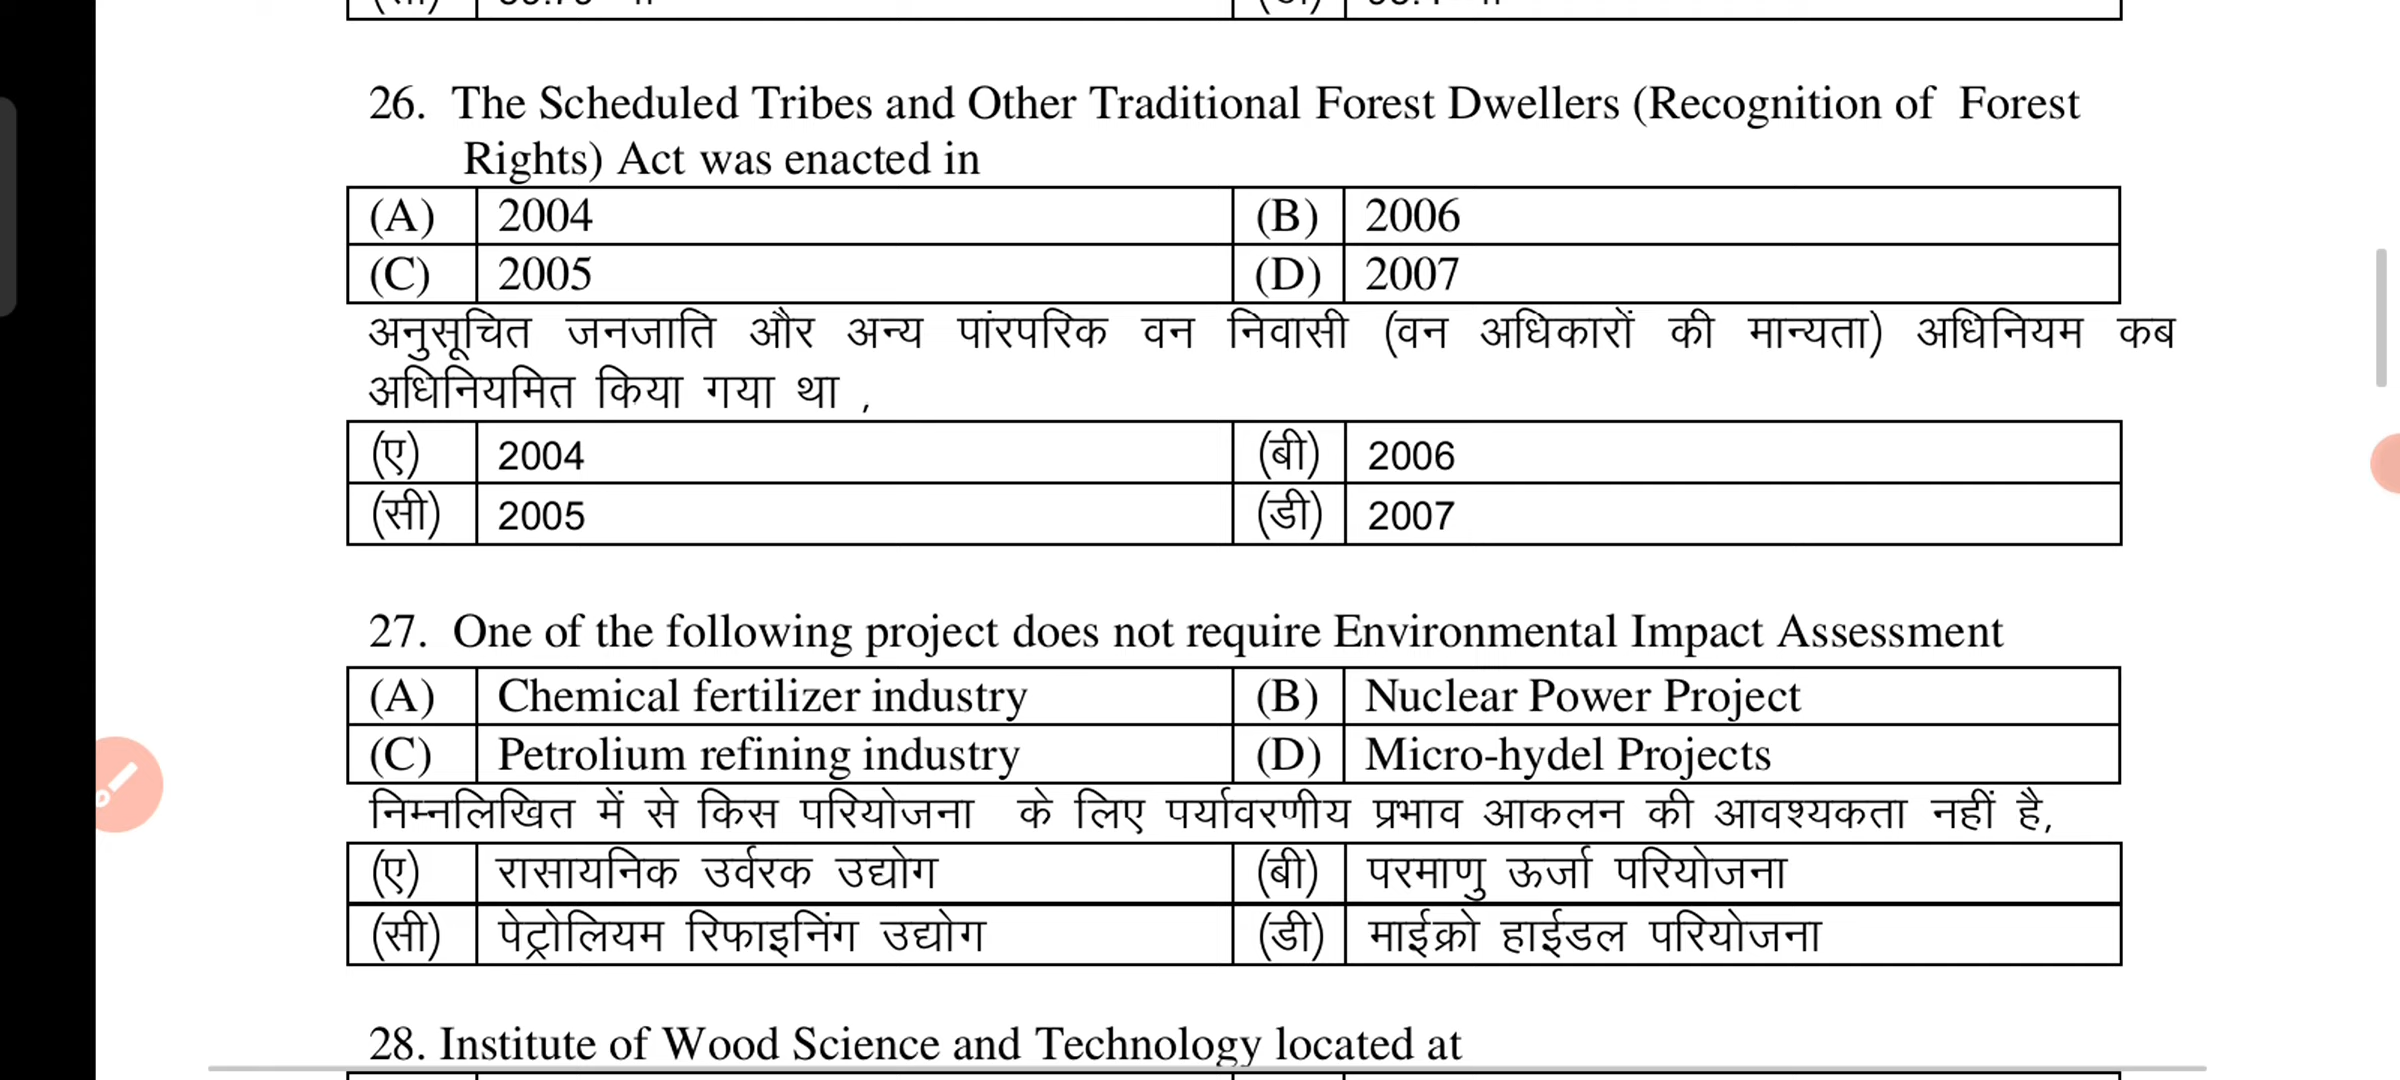 26. The Scheduled Tribes and Other Traditional Forest Dwellers (Recognition of Forest
Rights) Act was enacted in
(A) 2004 (B) 2006
(C) 2005 (D) 2007
अनुसूचित जनजाति और अन्य पांरपरिक वन निवासी (वन अधिकारों की मान्यता) अधिनियम कब
अधिनियमित किया गया था ,
(ए) 2004 (बी) 2006
(सी) 2005 (डी) 2007
27. One of the following project does not require Environmental Impact Assessment
(A) Chemical fertilizer industry (B) Nuclear Power Project
(C) Petrolium refining industry (D) Micro-hydel Projects
निम्नलिखित में से किस परियोजना के लिए पर्यावरणीय प्रभाव आकलन की आवश्यकता नहीं है,
(ए) रासायनिक उर्वरक उद्योग (बी) परमाणु ऊर्जा परियोजना
(सी) पेट्रोलियम रिफाइनिंग उद्योग (डी) माईक्रो हाईडल परियोजना
28. Institute of Wood Science and Technology located at